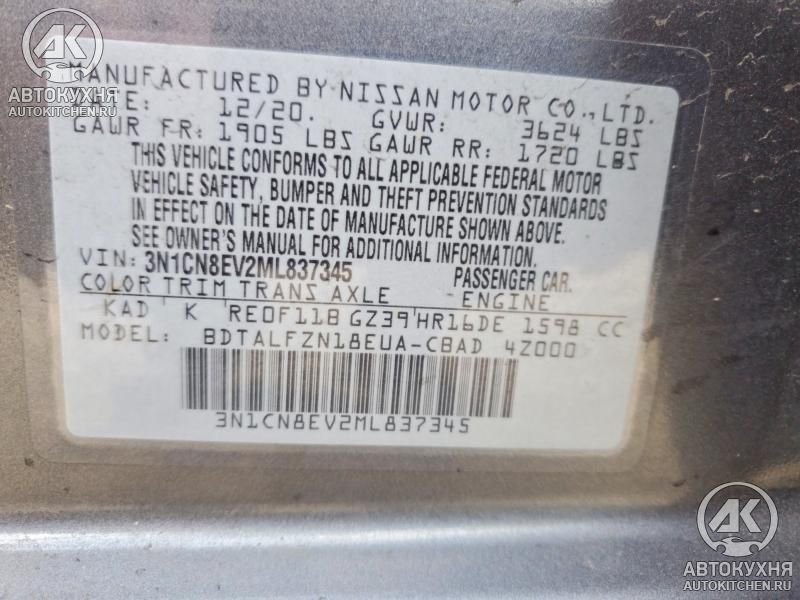 AK
АВТОКУХНЯ
AUTOKITCHEN.RU
MANUFACTURED BY NISSAN MOTOR CO., LTD.
DATE: 12/20. GVWR: 3624 LBS
GAWR FR: 1905 LBS GAWR RR: 1720 LBS
THIS VEHICLE CONFORMS TO ALL APPLICABLE FEDERAL MOTOR
VEHICLE SAFETY, BUMPER AND THEFT PREVENTION STANDARDS
IN EFFECT ON THE DATE OF MANUFACTURE SHOWN ABOVE.
SEE OWNER'S MANUAL FOR ADDITIONAL INFORMATION.
VIN: 3N1CN8EV2ML837345 PASSENGER CAR.
COLOR TRIM TRANS AXLE ENGINE
KAD K RE0F11B GZ39 HR16DE 1598 CC
MODEL: BDTALFZN18EUA-CBAD 4Z000
3N1CN8EV2ML837345
AK
АВТОКУХНЯ
AUTOKITCHEN.RU